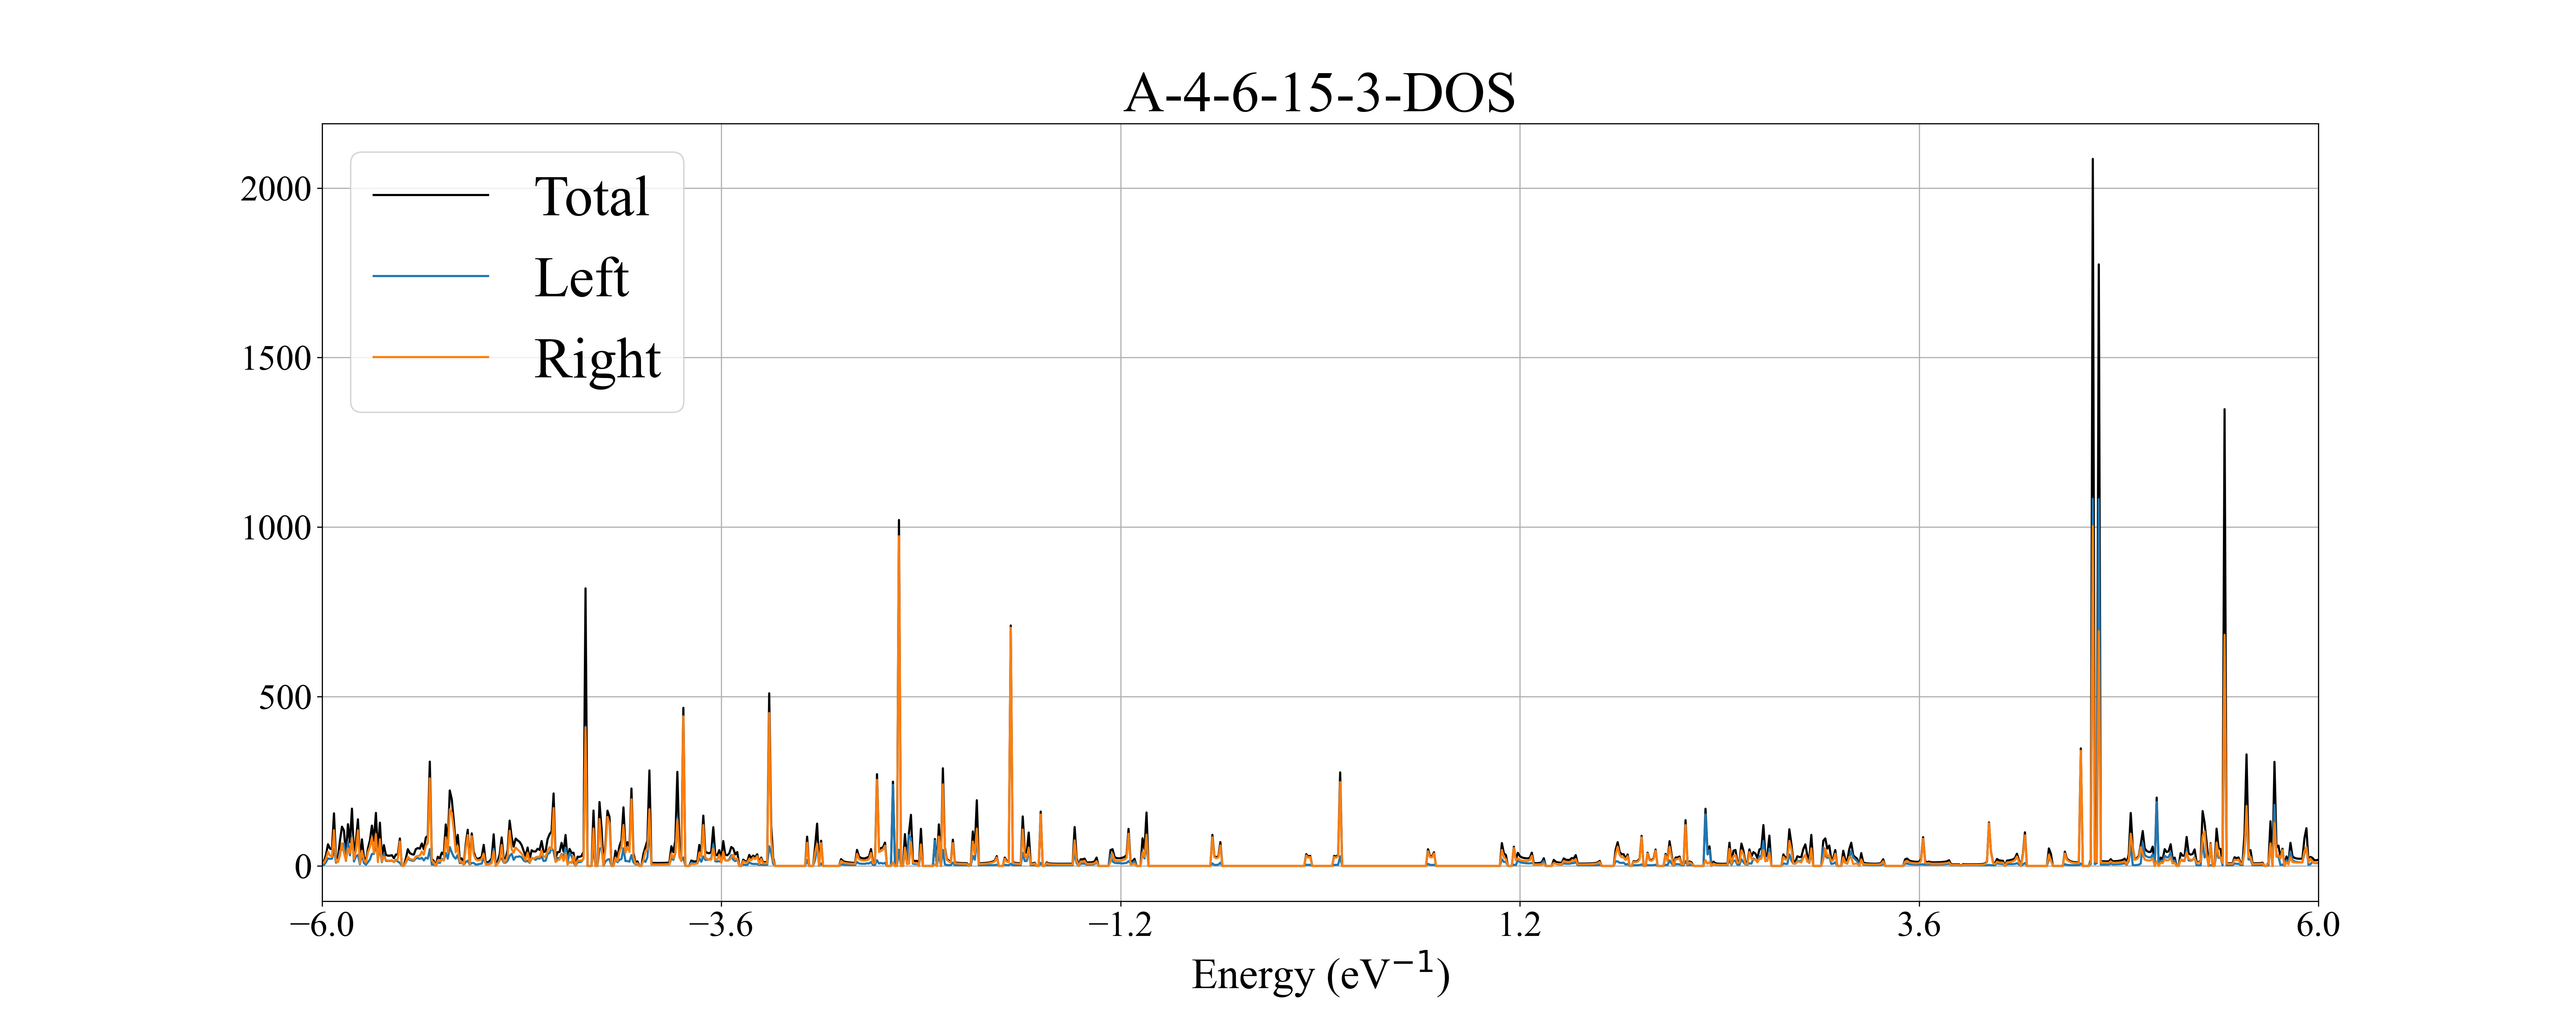 A-4-6-15-3-DOS
Total
Left
Right
2000
1500
1000
500
0
−6.0 −3.6 −1.2 1.2 3.6 6.0
Energy (eV⁻¹)